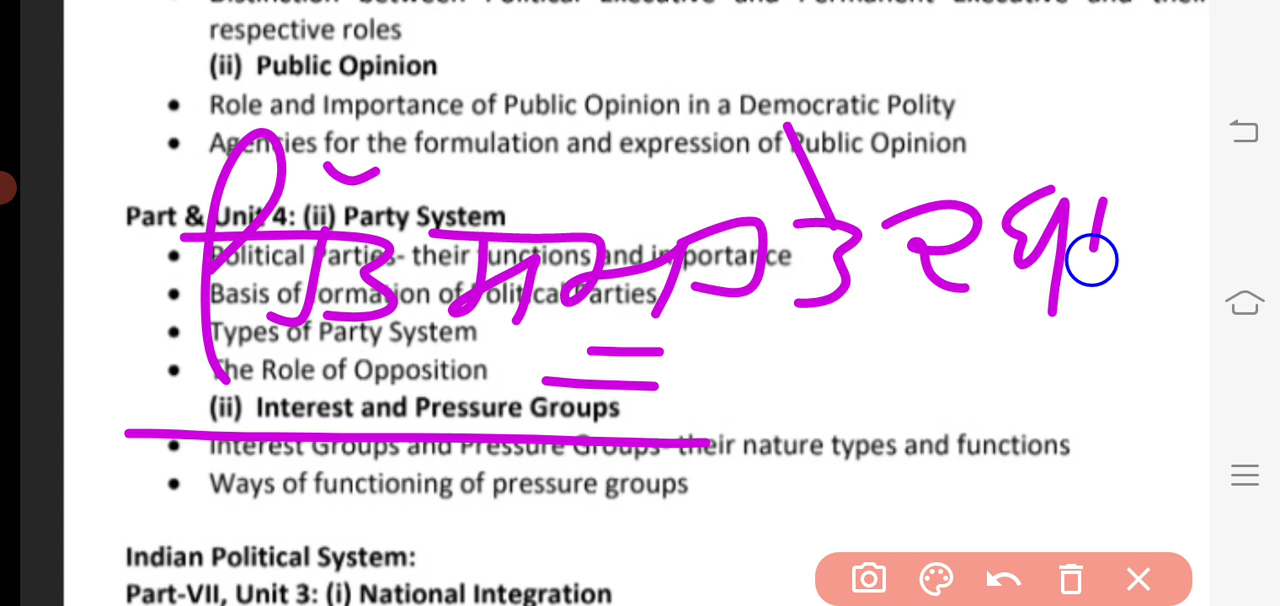 respective roles
(ii) Public Opinion
• Role and Importance of Public Opinion in a Democratic Polity
• Agencies for the formulation and expression of Public Opinion
Part & Unit 4: (ii) Party System
• Political Parties- their functions and importance
• Basis of formation of Political Parties
• Types of Party System
• The Role of Opposition
(ii) Interest and Pressure Groups
• Interest Groups and Pressure Groups- their nature types and functions
• Ways of functioning of pressure groups
Indian Political System:
Part-VII, Unit 3: (i) National Integration